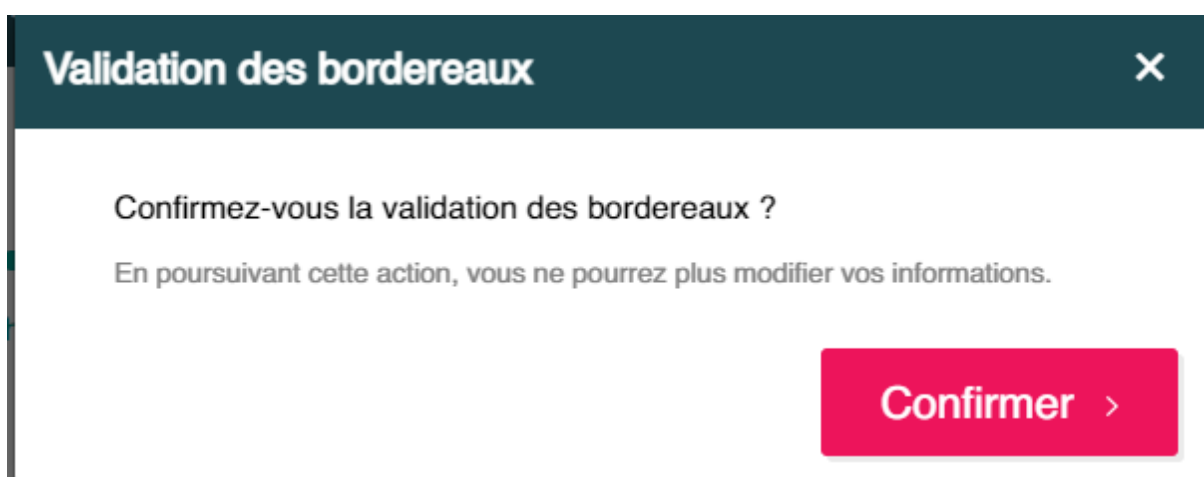 Validation des bordereaux
Confirmez-vous la validation des bordereaux ?
En poursuivant cette action, vous ne pourrez plus modifier vos informations.
Confirmer